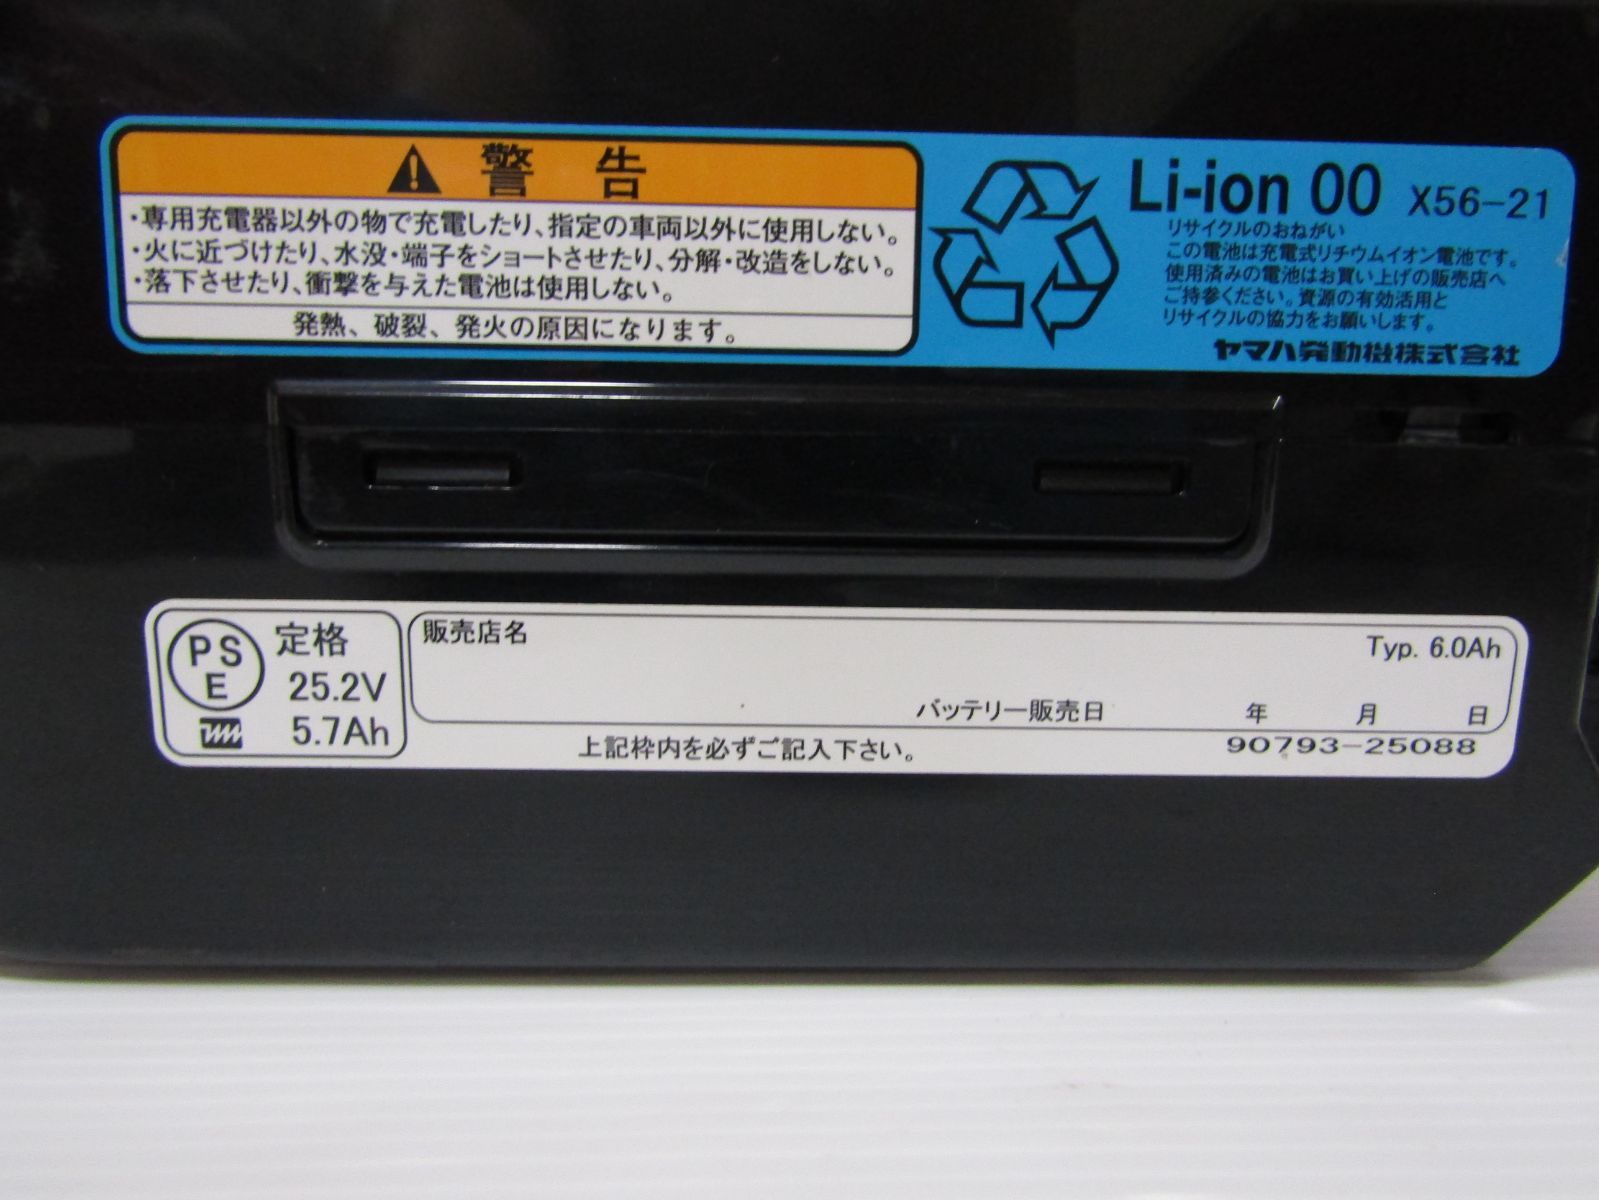 警告
・専用充電器以外の物で充電したり、指定の車両以外に使用しない。
・火に近づけたり、水没・端子をショートさせたり、分解・改造をしない。
・落下させたり、衝撃を与えた電池は使用しない。
発熱、破裂、発火の原因になります。
Li-ion 00 X56-21
リサイクルのおねがい
この電池は充電式リチウムイオン電池です。
使用済みの電池はお買い上げの販売店へ
ご持参ください。資源の有効活用と
リサイクルの協力をお願いします。
ヤマハ発動機株式会社
PS
E
定格
25.2V
5.7Ah
販売店名
Typ. 6.0Ah
バッテリー販売日 年 月 日
上記枠内を必ずご記入下さい。
90793-25088